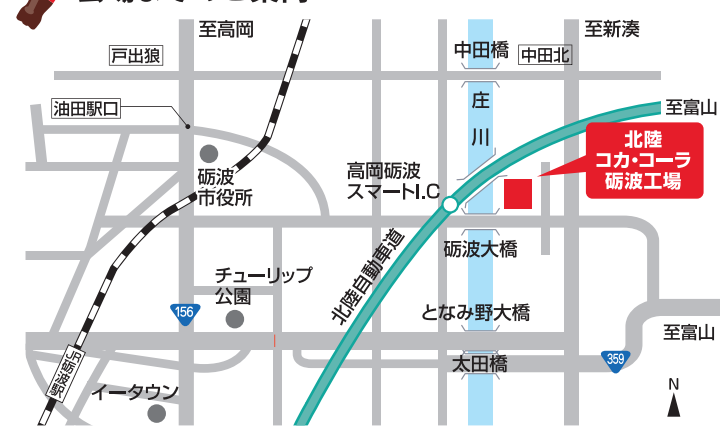 至高岡
至新湊
戸出狼
中田橋
中田北
油田駅口
庄
川
至富山
北陸
コカ・コーラ
砺波工場
高岡砺波
スマートI.C
砺波
市役所
砺波大橋
北陸自動車道
チューリップ
公園
156
となみ野大橋
至富山
太田橋
359
JR砺波駅
イータウン
N